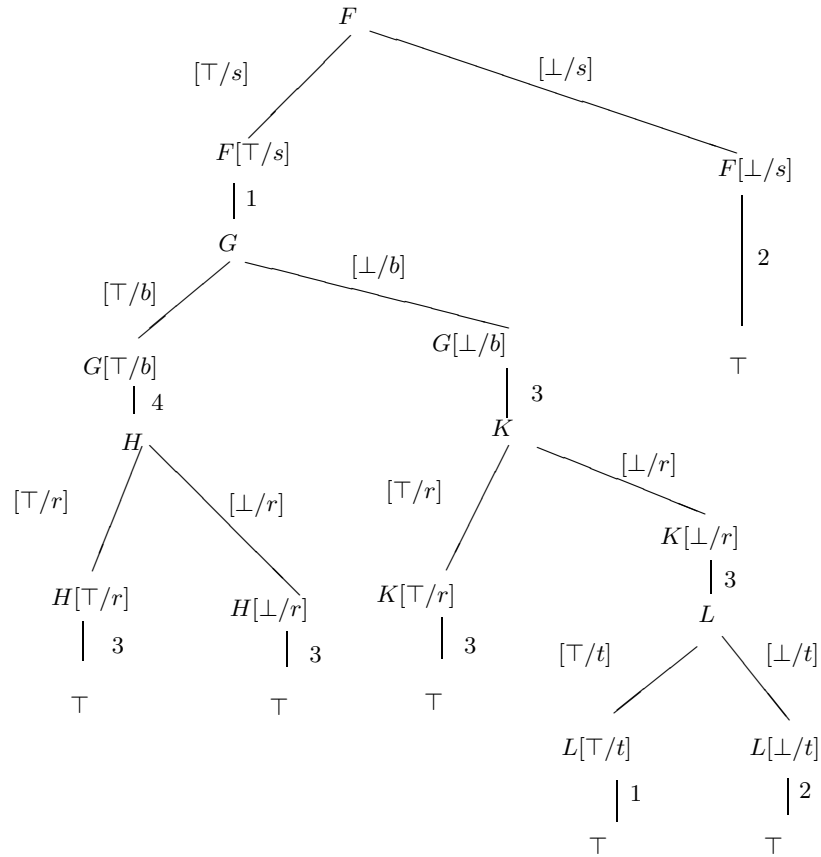 F
[⊤/s] [⊥/s]
F[⊤/s] F[⊥/s]
1
G 2
[⊤/b] [⊥/b]
G[⊤/b] G[⊥/b] ⊤
4 3
H K
[⊤/r] [⊥/r] [⊤/r] [⊥/r]
K[⊥/r]
H[⊤/r] H[⊥/r] K[⊤/r] 3
3 3 3 L
[⊤/t] [⊥/t]
⊤ ⊤ ⊤
L[⊤/t] L[⊥/t]
1 2
⊤ ⊤